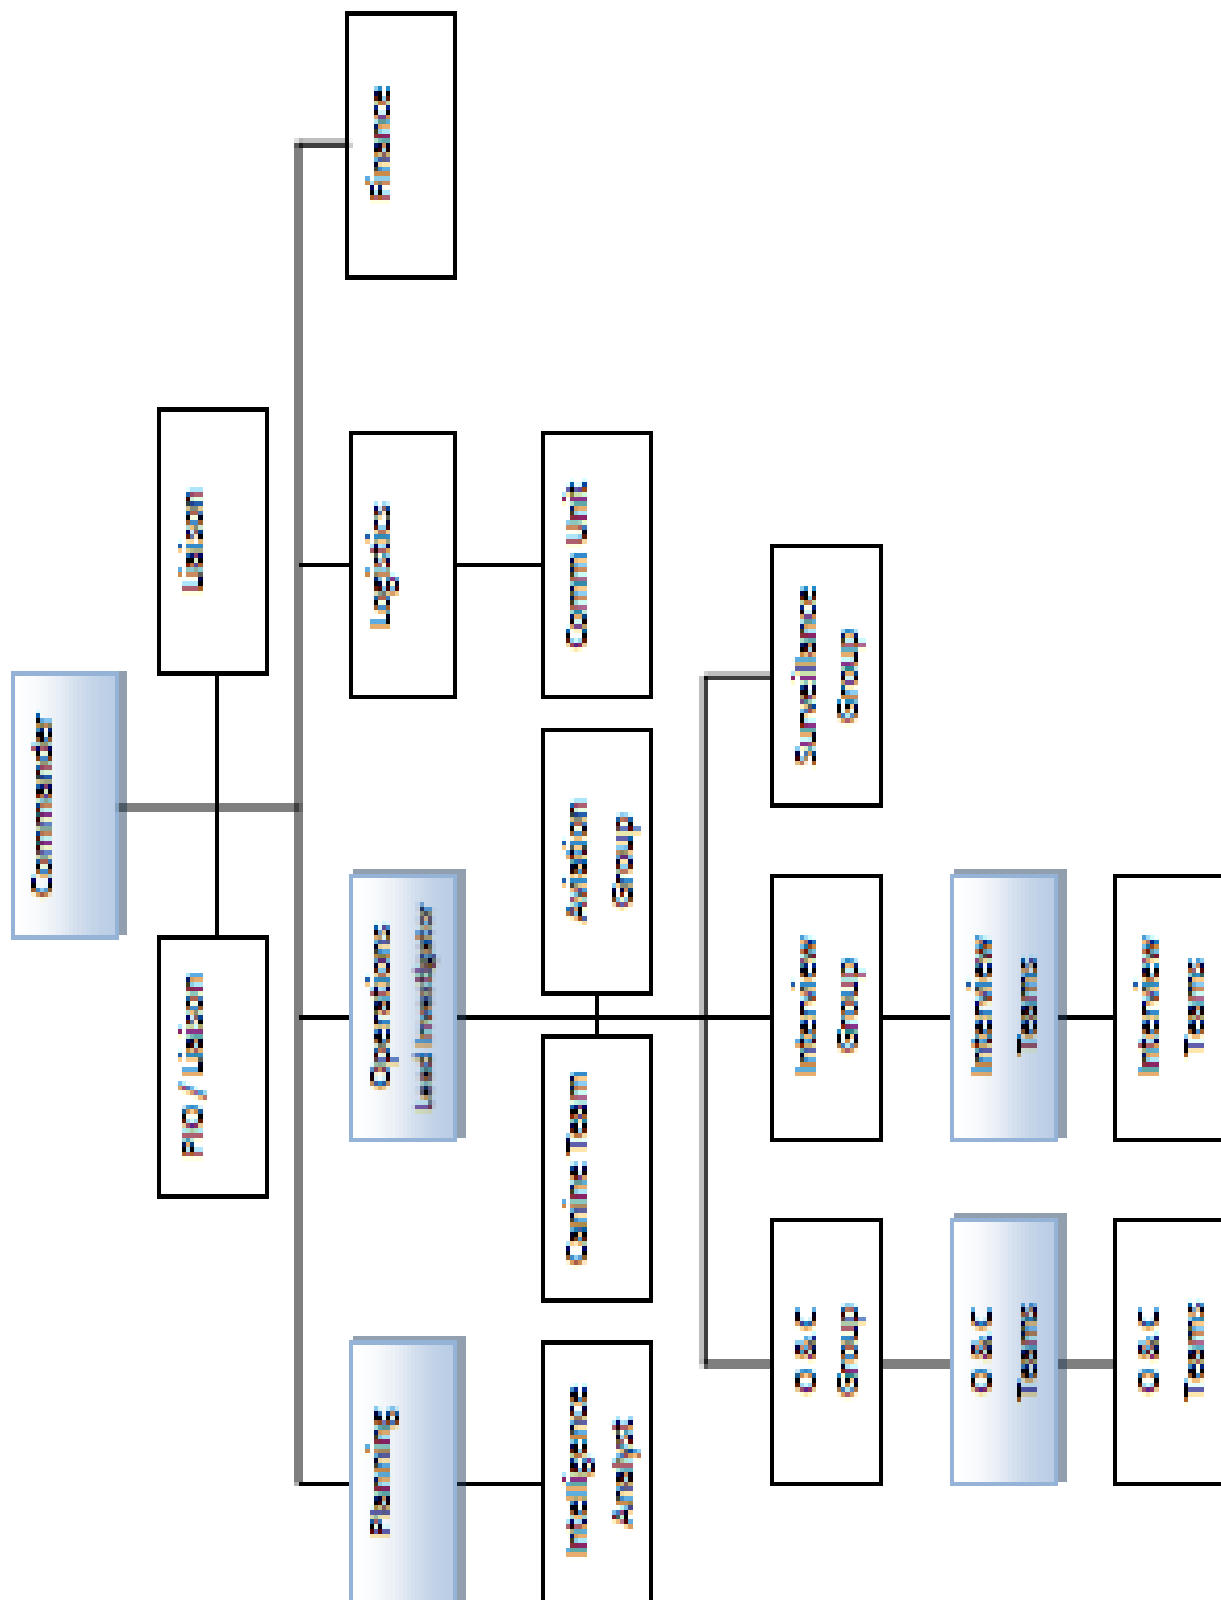 Commander
PIO / Liaison
Liaison
Planning
Operations
Lead Investigator
Logistics
Finance
Intelligence
Analyst
Canine Team
Aviation
Group
Comm Unit
O & C
Group
Interview
Group
Surveillance
Group
O & C
Teams
Interview
Teams
O & C
Teams
Interview
Teams